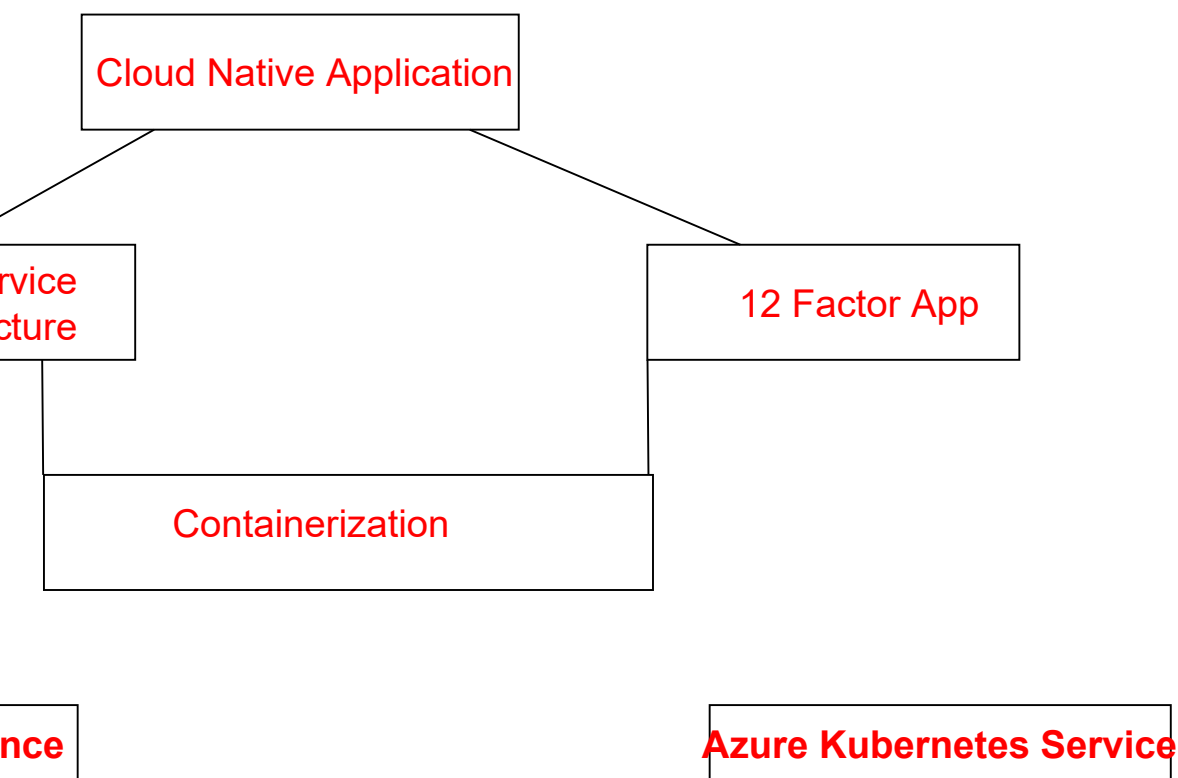 Cloud Native Application
rvice
cture
12 Factor App
Containerization
nce
Azure Kubernetes Service